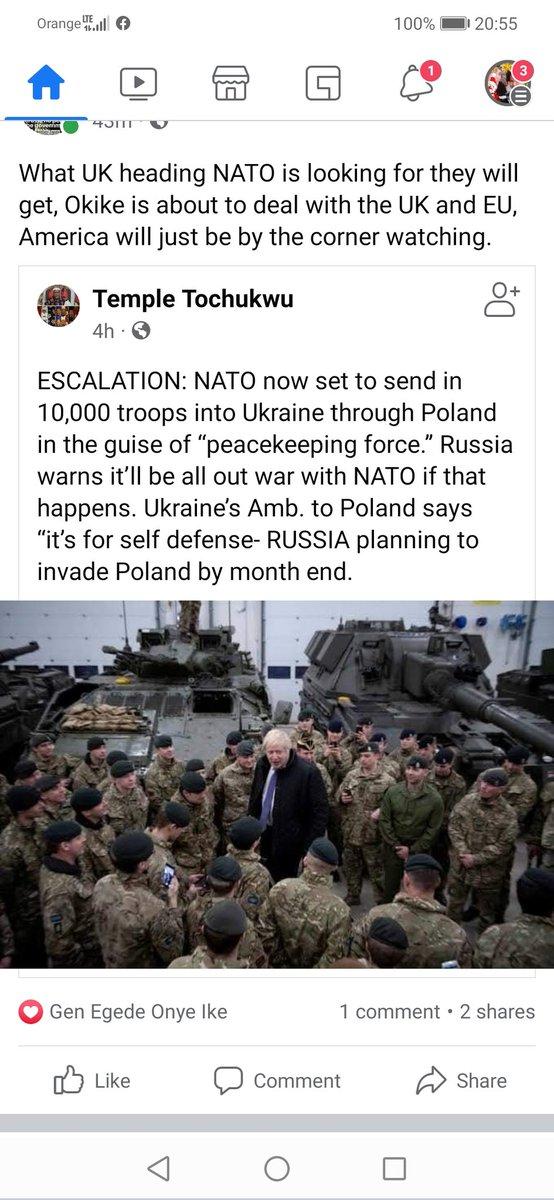 Orange LTE 100% 20:55
1 3
43m
What UK heading NATO is looking for they will
get, Okike is about to deal with the UK and EU,
America will just be by the corner watching.
Temple Tochukwu
4h ·
ESCALATION: NATO now set to send in
10,000 troops into Ukraine through Poland
in the guise of “peacekeeping force.” Russia
warns it’ll be all out war with NATO if that
happens. Ukraine’s Amb. to Poland says
“it’s for self defense- RUSSIA planning to
invade Poland by month end.
Gen Egede Onye Ike 1 comment • 2 shares
Like Comment Share